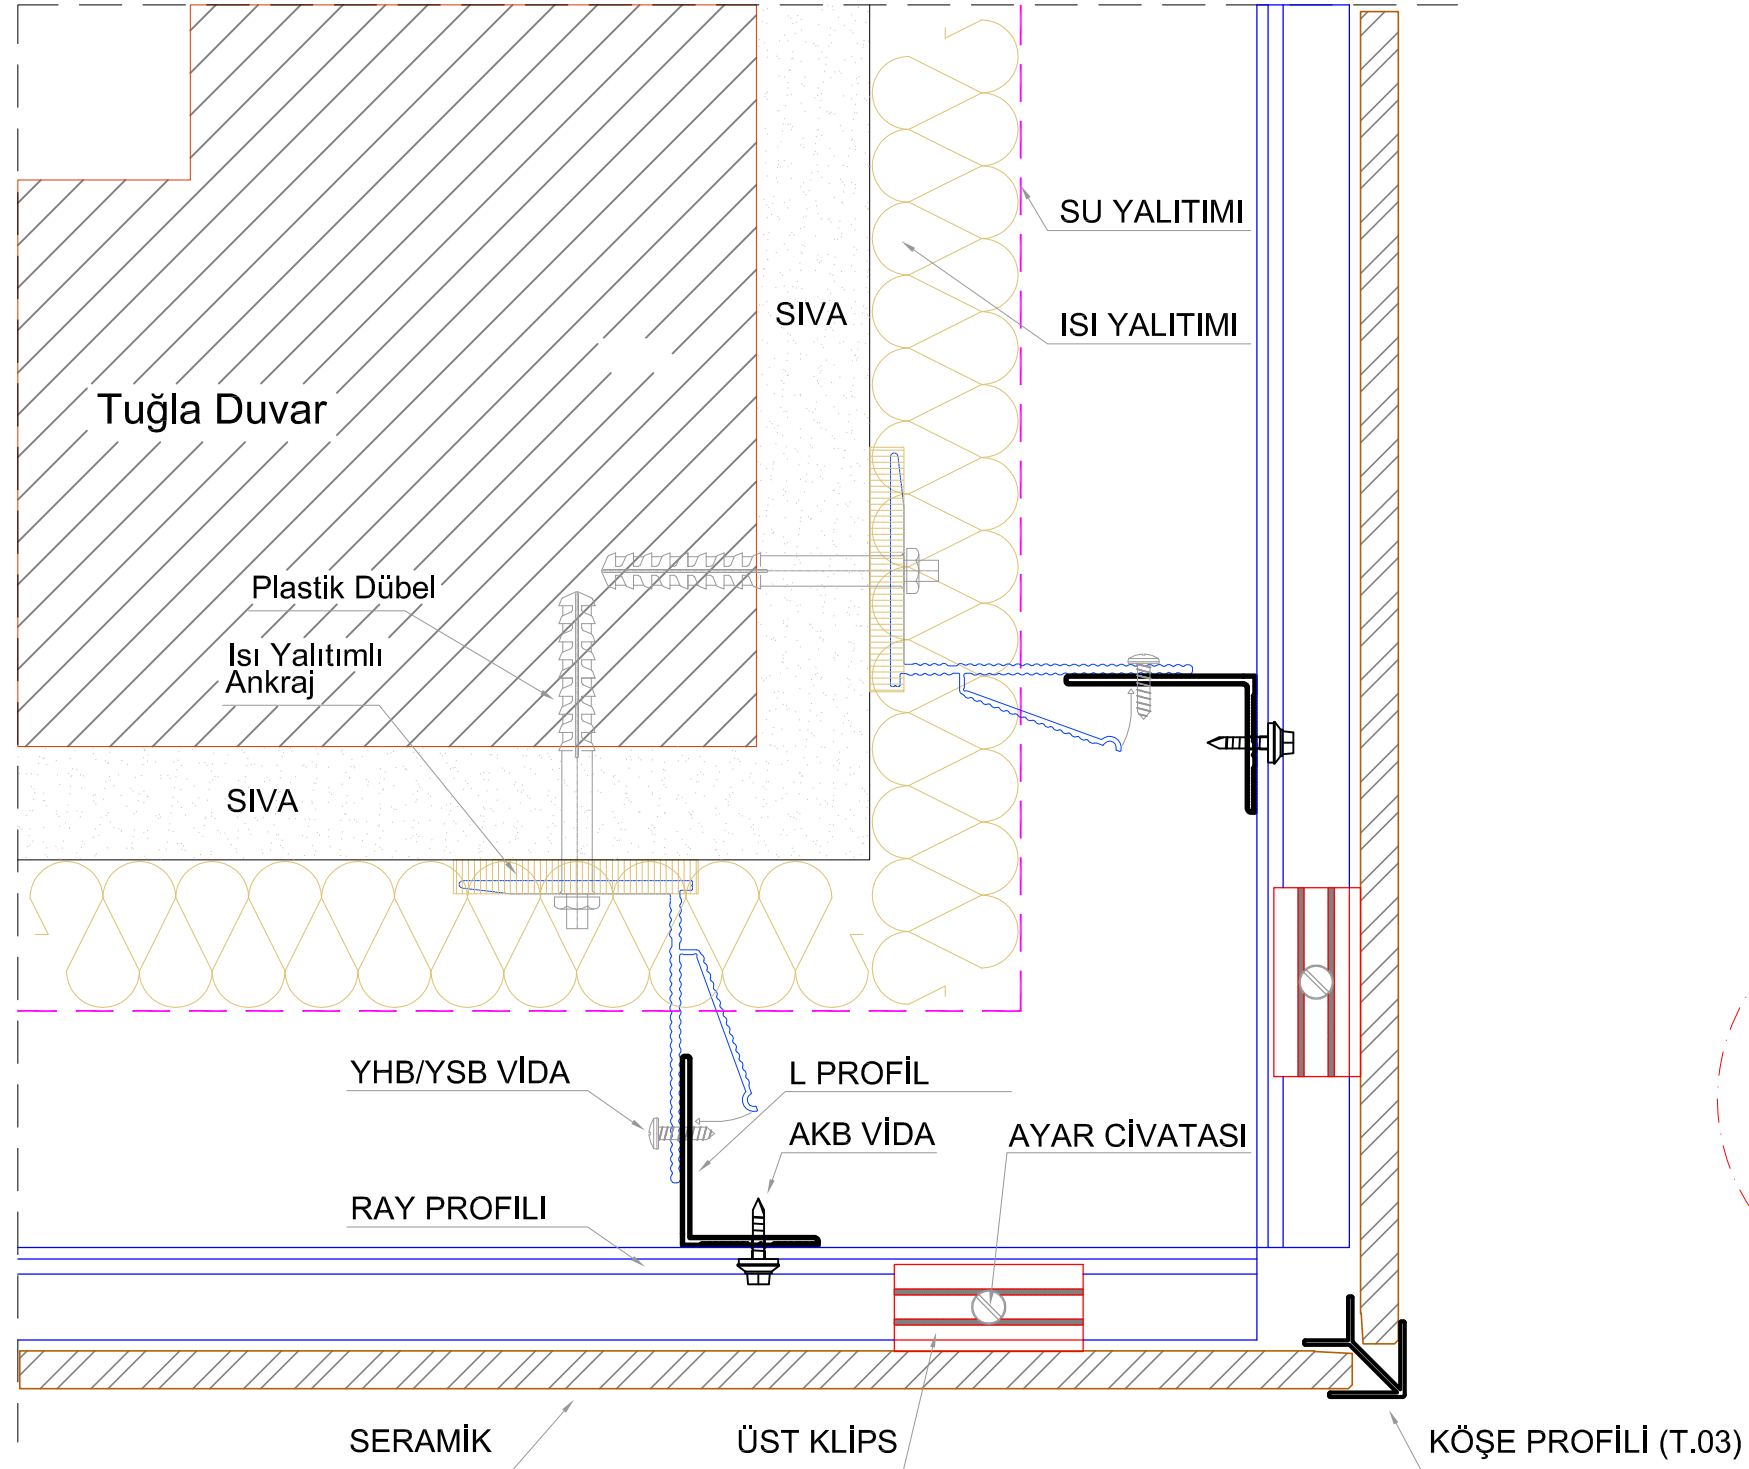 SU YALITIMI
SIVA
ISI YALITIMI
Tuğla Duvar
Plastik Dübel
Isı Yalıtımlı
Ankraj
SIVA
YHB/YSB VİDA
L PROFİL
AKB VİDA
AYAR CİVATASI
RAY PROFILI
SERAMİK
ÜST KLİPS
KÖŞE PROFİLİ (T.03)